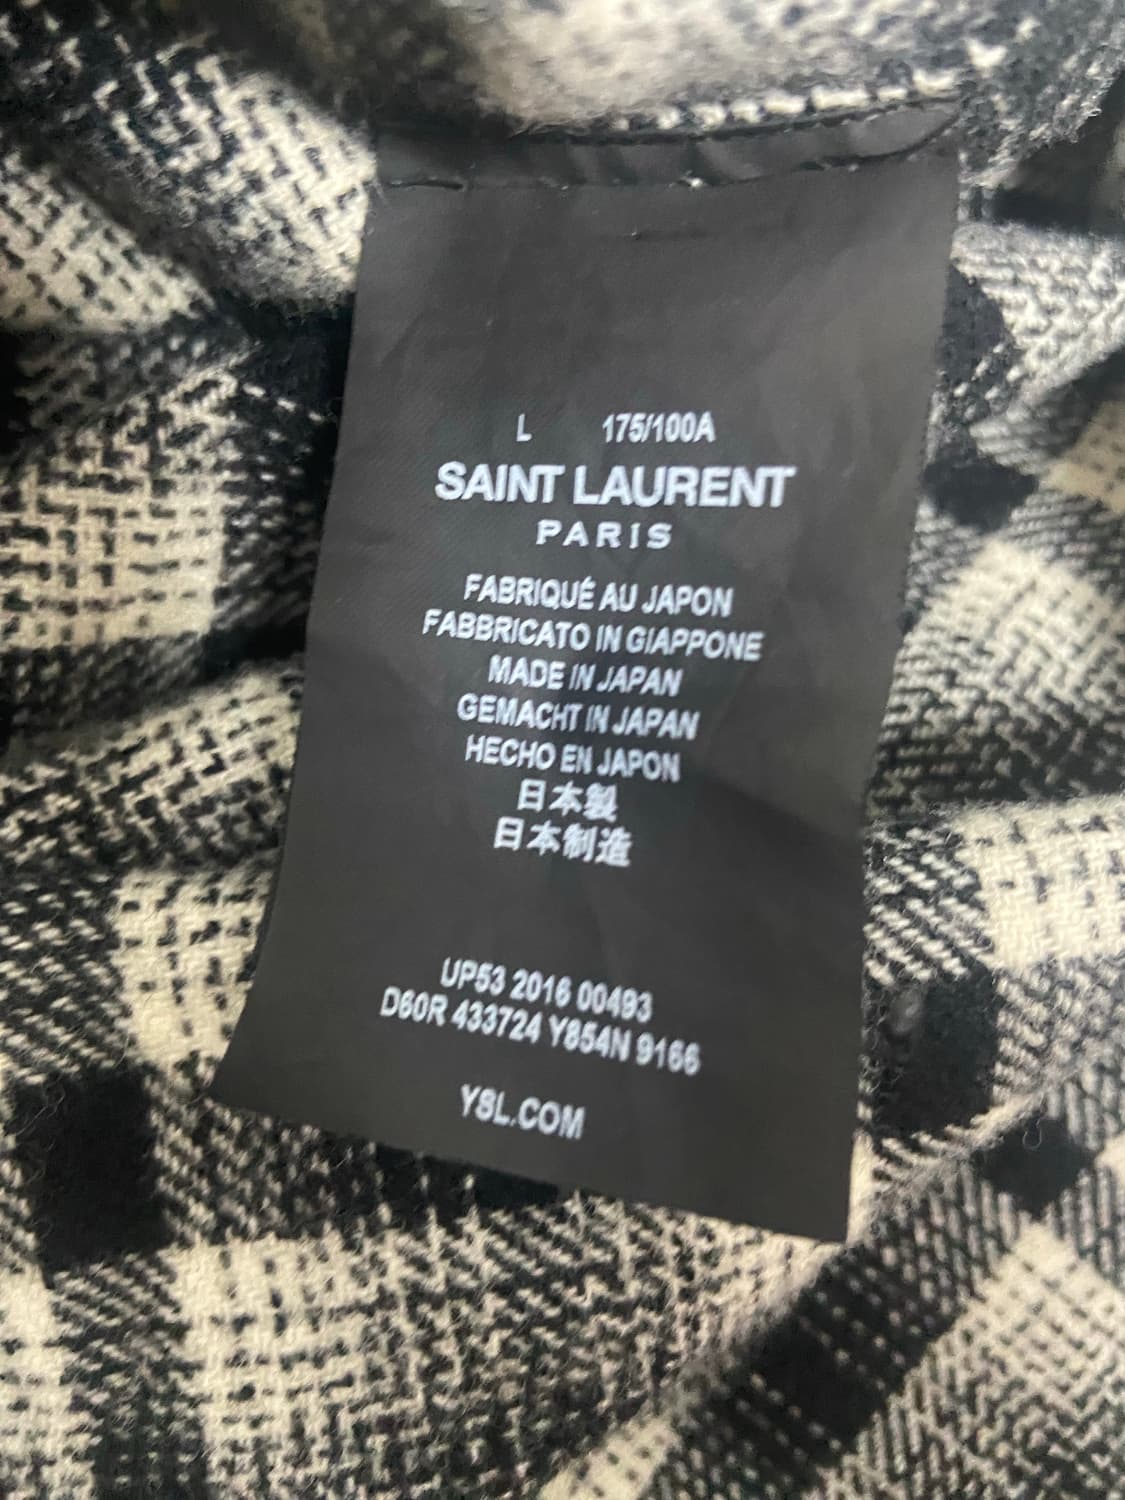 L 175/100A
SAINT LAURENT
PARIS
FABRIQUÉ AU JAPON
FABBRICATO IN GIAPPONE
MADE IN JAPAN
GEMACHT IN JAPAN
HECHO EN JAPON
日本製
日本制造
UP53 2016 00493
D60R 433724 Y854N 9166
YSL.COM